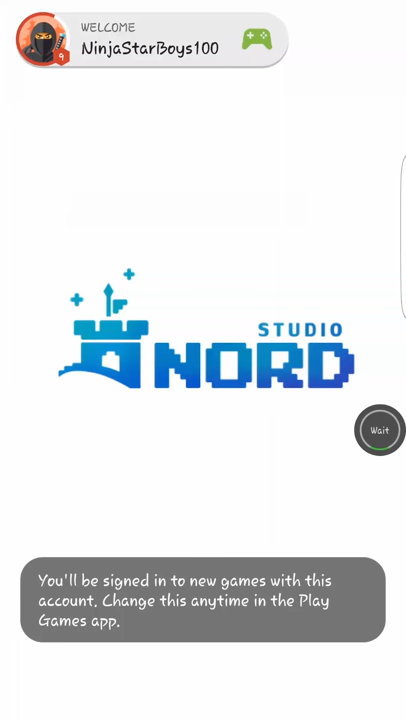 WELCOME
NinjaStarBoys100
9
STUDIO
NORD
Wait
You'll be signed in to new games with this
account. Change this anytime in the Play
Games app.